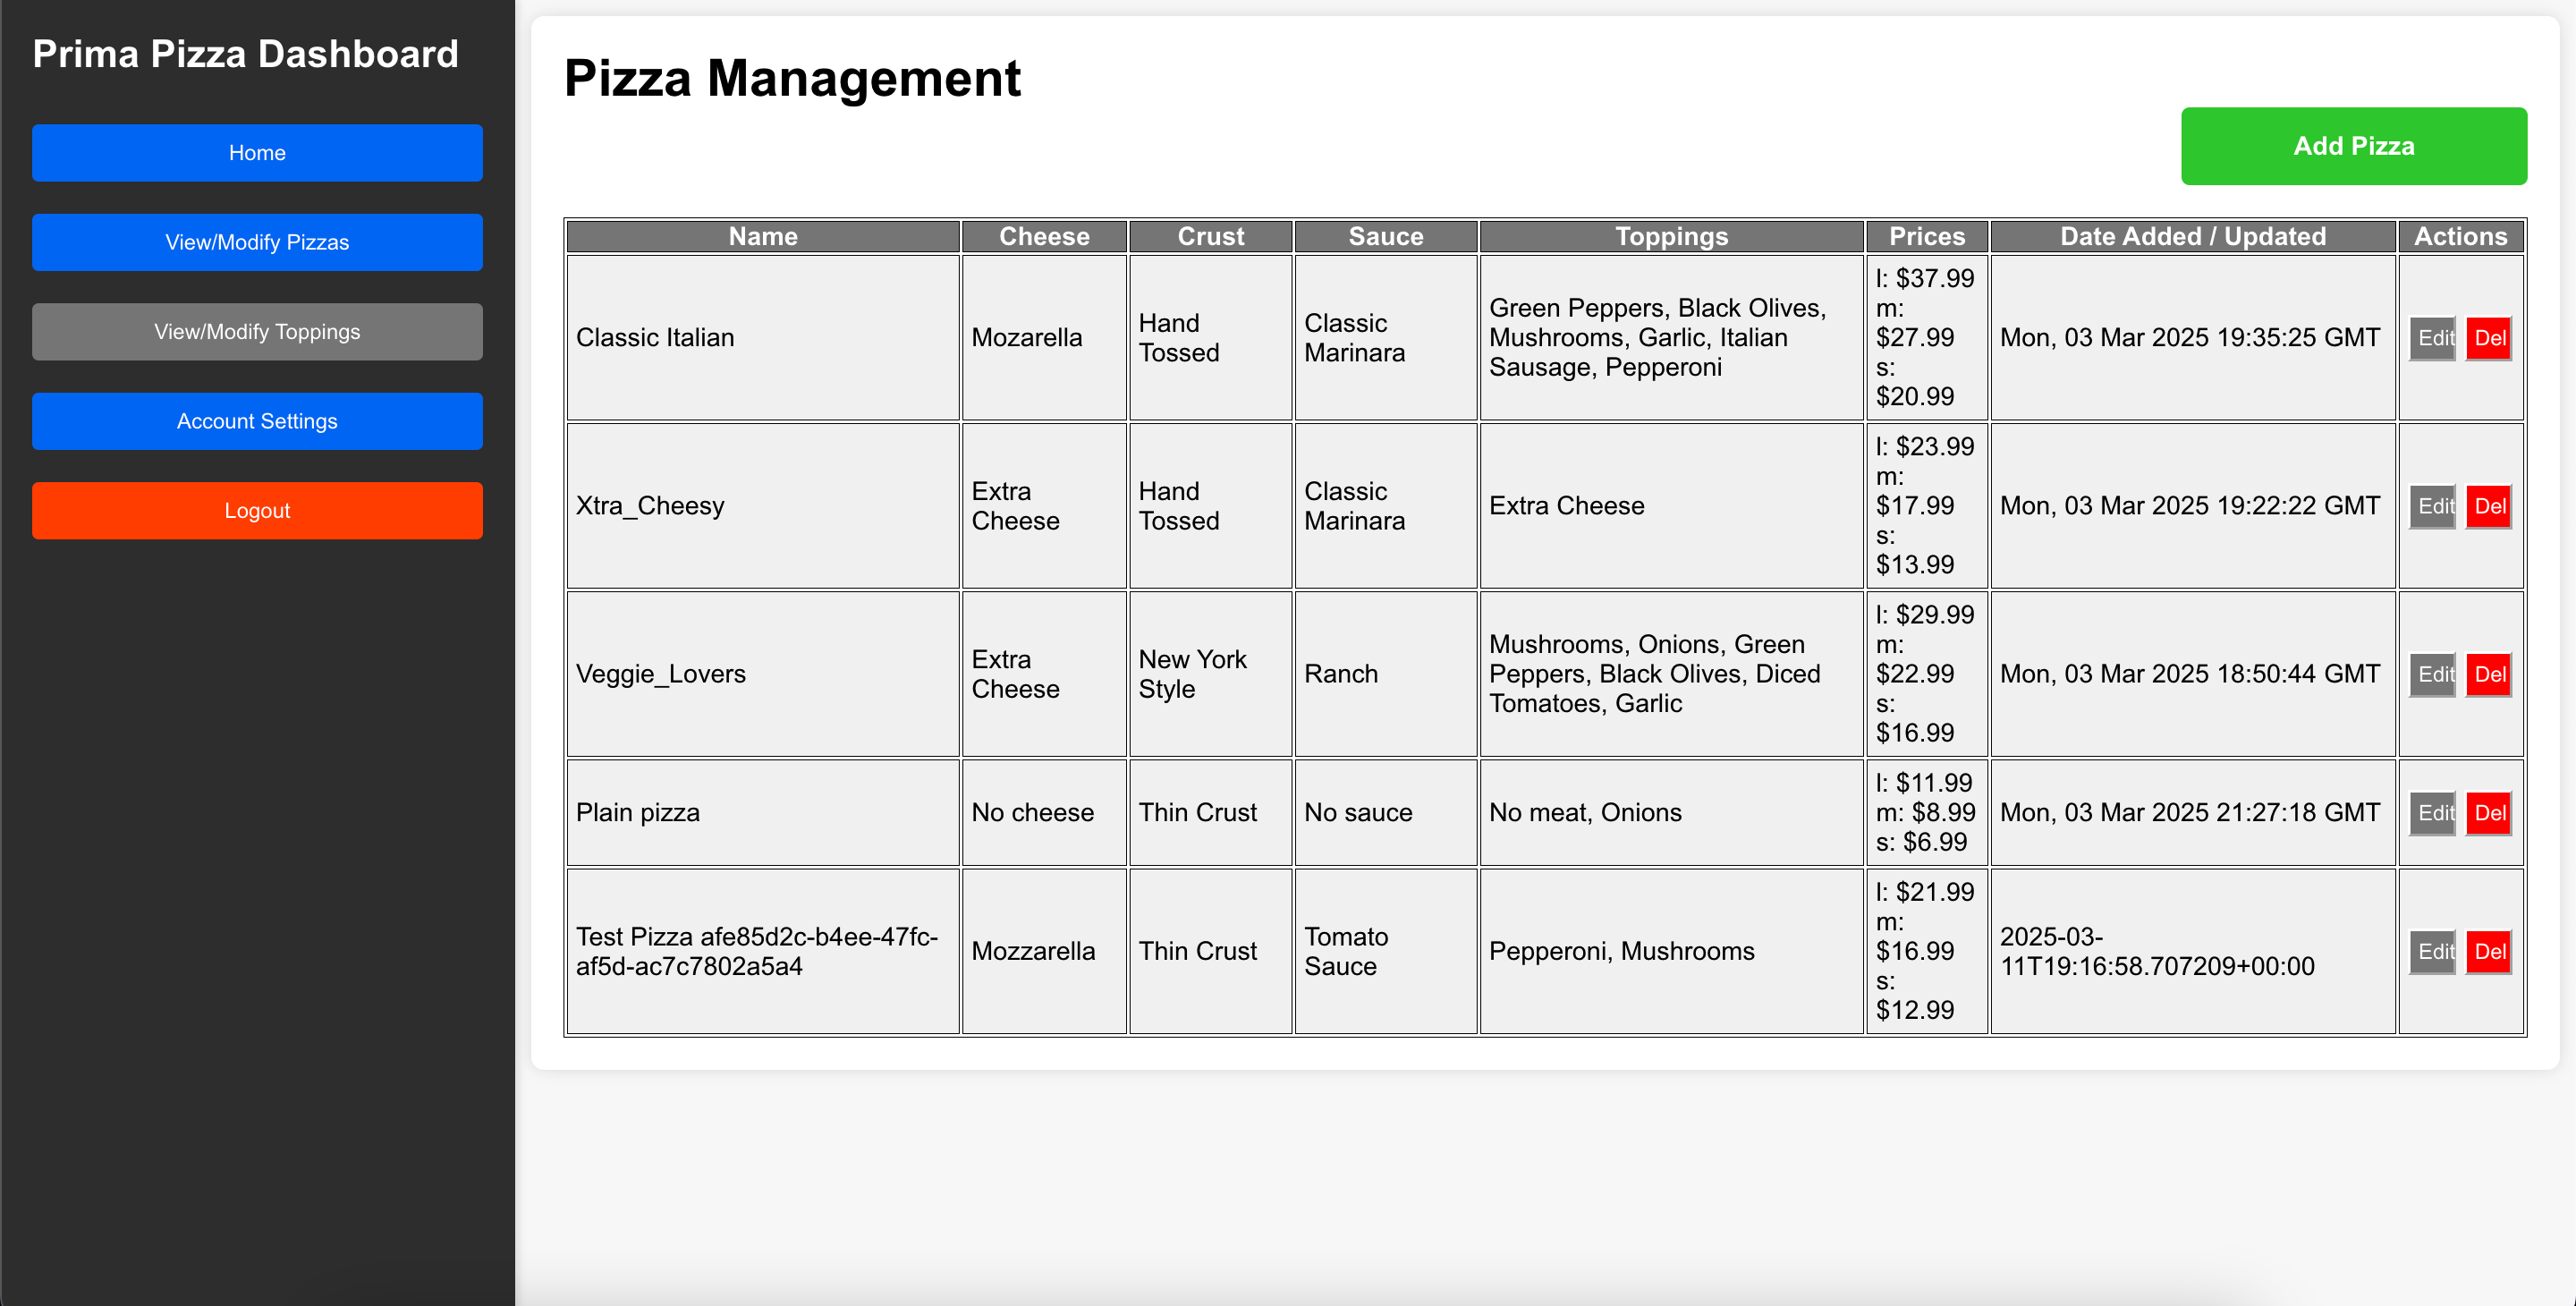 Prima Pizza Dashboard
Home
View/Modify Pizzas
View/Modify Toppings
Account Settings
Logout
Pizza Management
Add Pizza
Name Cheese Crust Sauce Toppings Prices Date Added / Updated Actions
Classic Italian
Mozarella
Hand
Tossed
Classic
Marinara
Green Peppers, Black Olives,
Mushrooms, Garlic, Italian
Sausage, Pepperoni
l: $37.99
m:
$27.99
s:
$20.99
Mon, 03 Mar 2025 19:35:25 GMT
Edit Del
Xtra_Cheesy
Extra
Cheese
Hand
Tossed
Classic
Marinara
Extra Cheese
l: $23.99
m:
$17.99
s:
$13.99
Mon, 03 Mar 2025 19:22:22 GMT
Edit Del
Veggie_Lovers
Extra
Cheese
New York
Style
Ranch
Mushrooms, Onions, Green
Peppers, Black Olives, Diced
Tomatoes, Garlic
l: $29.99
m:
$22.99
s:
$16.99
Mon, 03 Mar 2025 18:50:44 GMT
Edit Del
Plain pizza
No cheese
Thin Crust
No sauce
No meat, Onions
l: $11.99
m: $8.99
s: $6.99
Mon, 03 Mar 2025 21:27:18 GMT
Edit Del
Test Pizza afe85d2c-b4ee-47fc-
af5d-ac7c7802a5a4
Mozzarella
Thin Crust
Tomato
Sauce
Pepperoni, Mushrooms
l: $21.99
m:
$16.99
s:
$12.99
2025-03-
11T19:16:58.707209+00:00
Edit Del